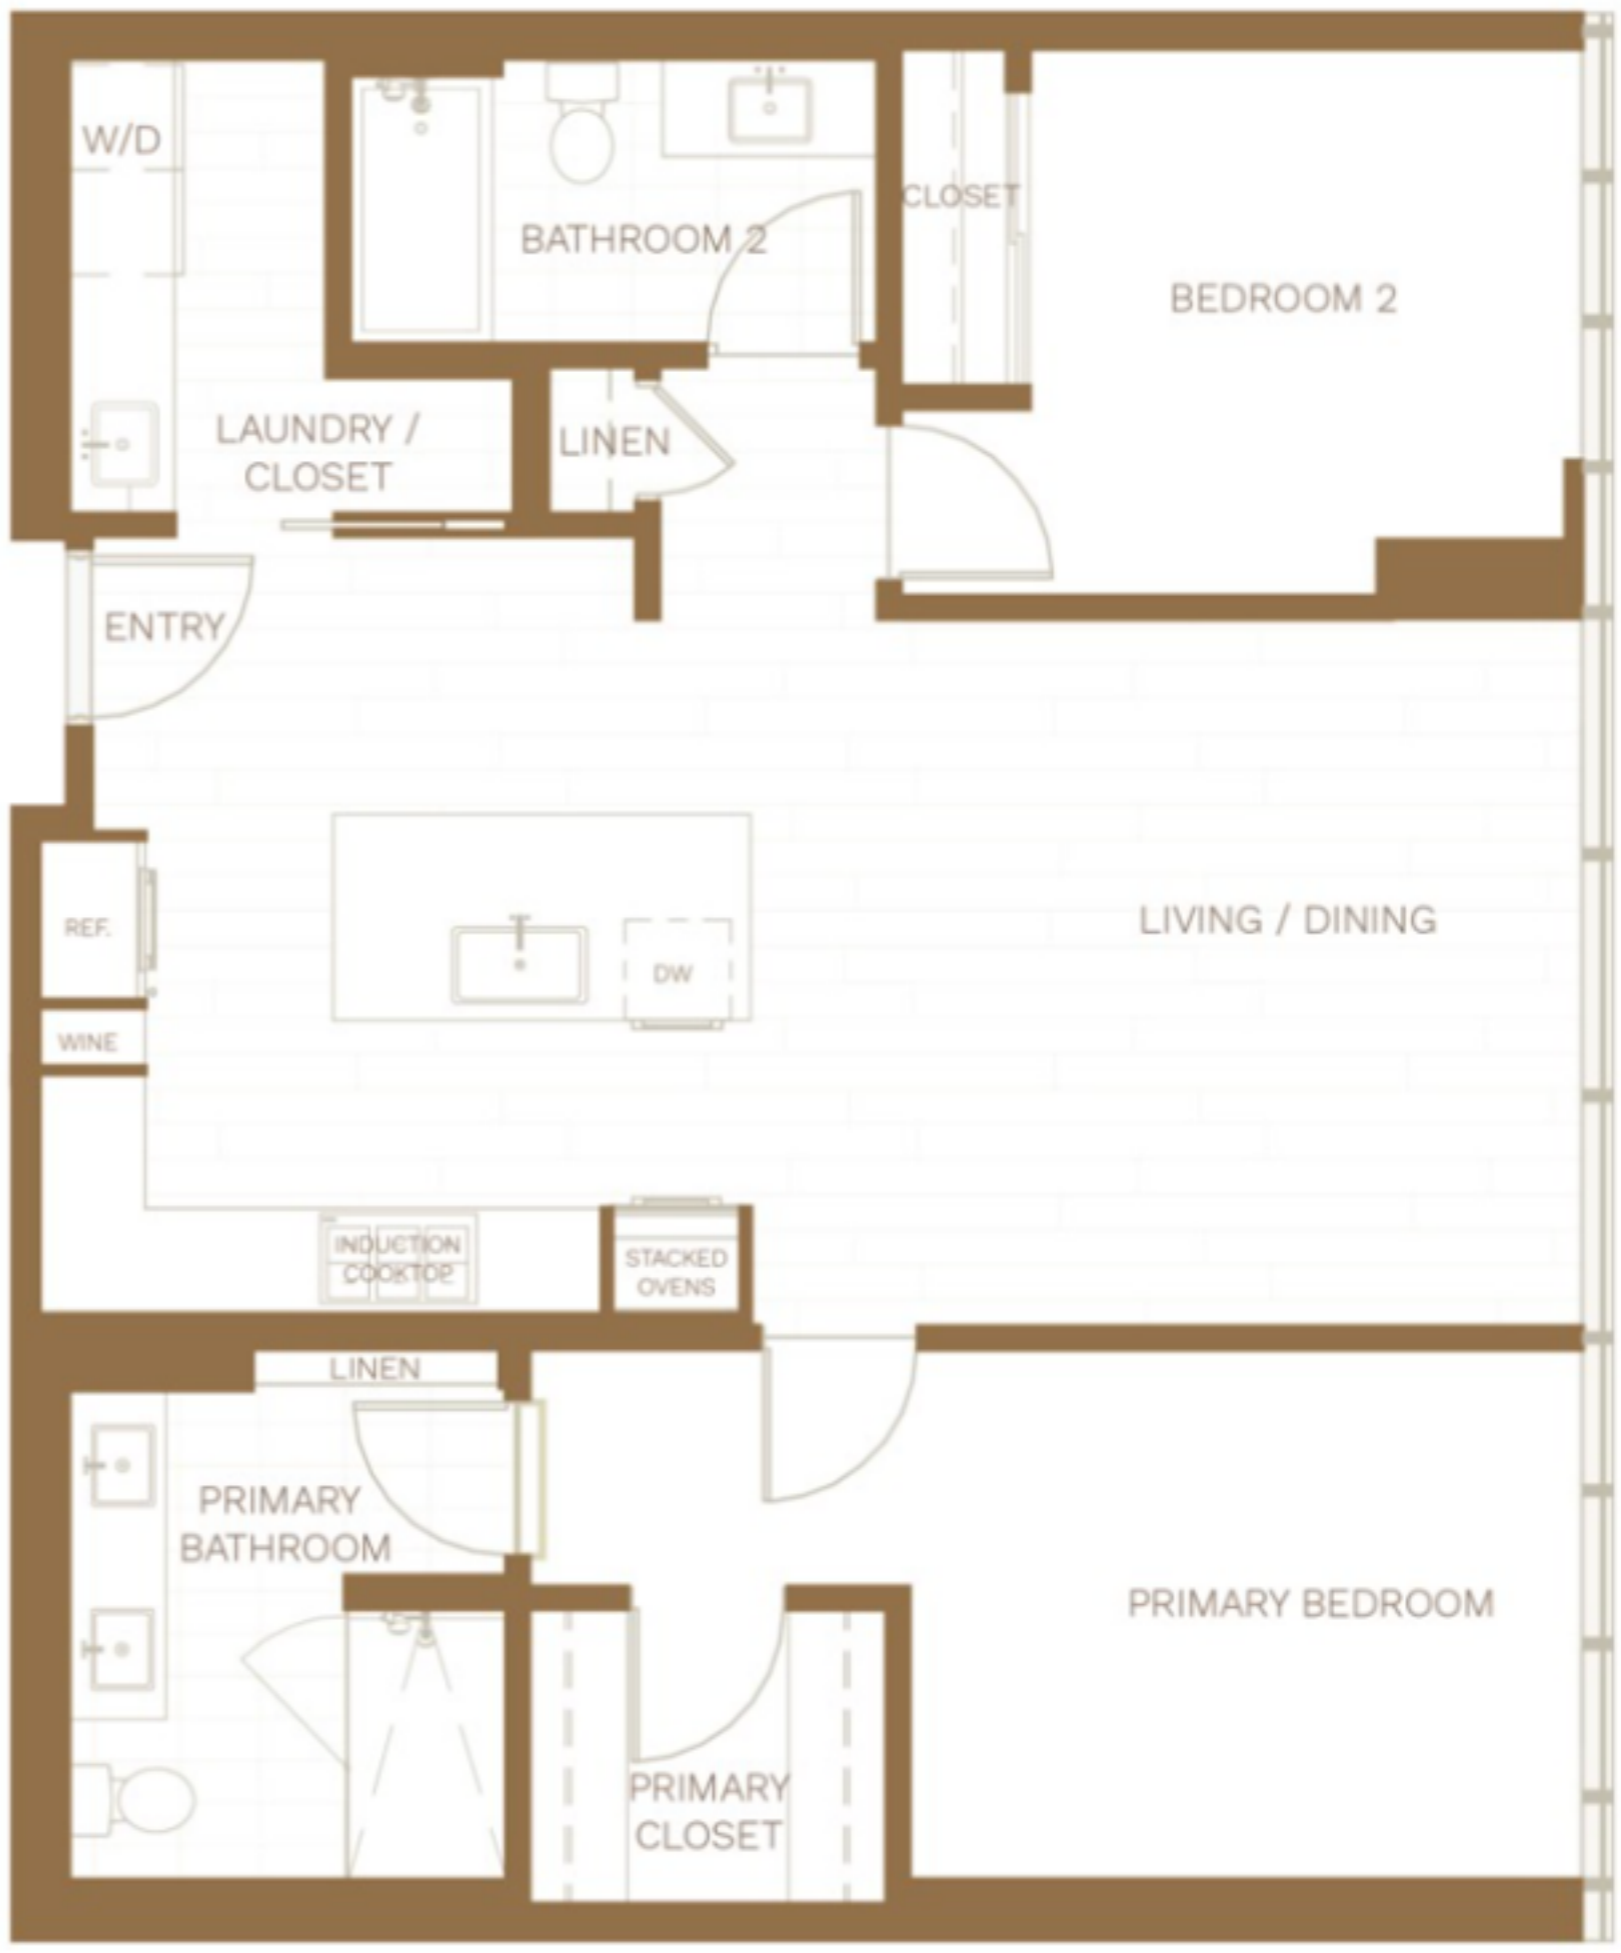 W/D
BATHROOM 2
CLOSET
BEDROOM 2
LAUNDRY /
CLOSET
LINEN
ENTRY
REF.
DW
LIVING / DINING
WINE
INDUCTION
COOKTOP
STACKED
OVENS
LINEN
PRIMARY
BATHROOM
PRIMARY BEDROOM
PRIMARY
CLOSET